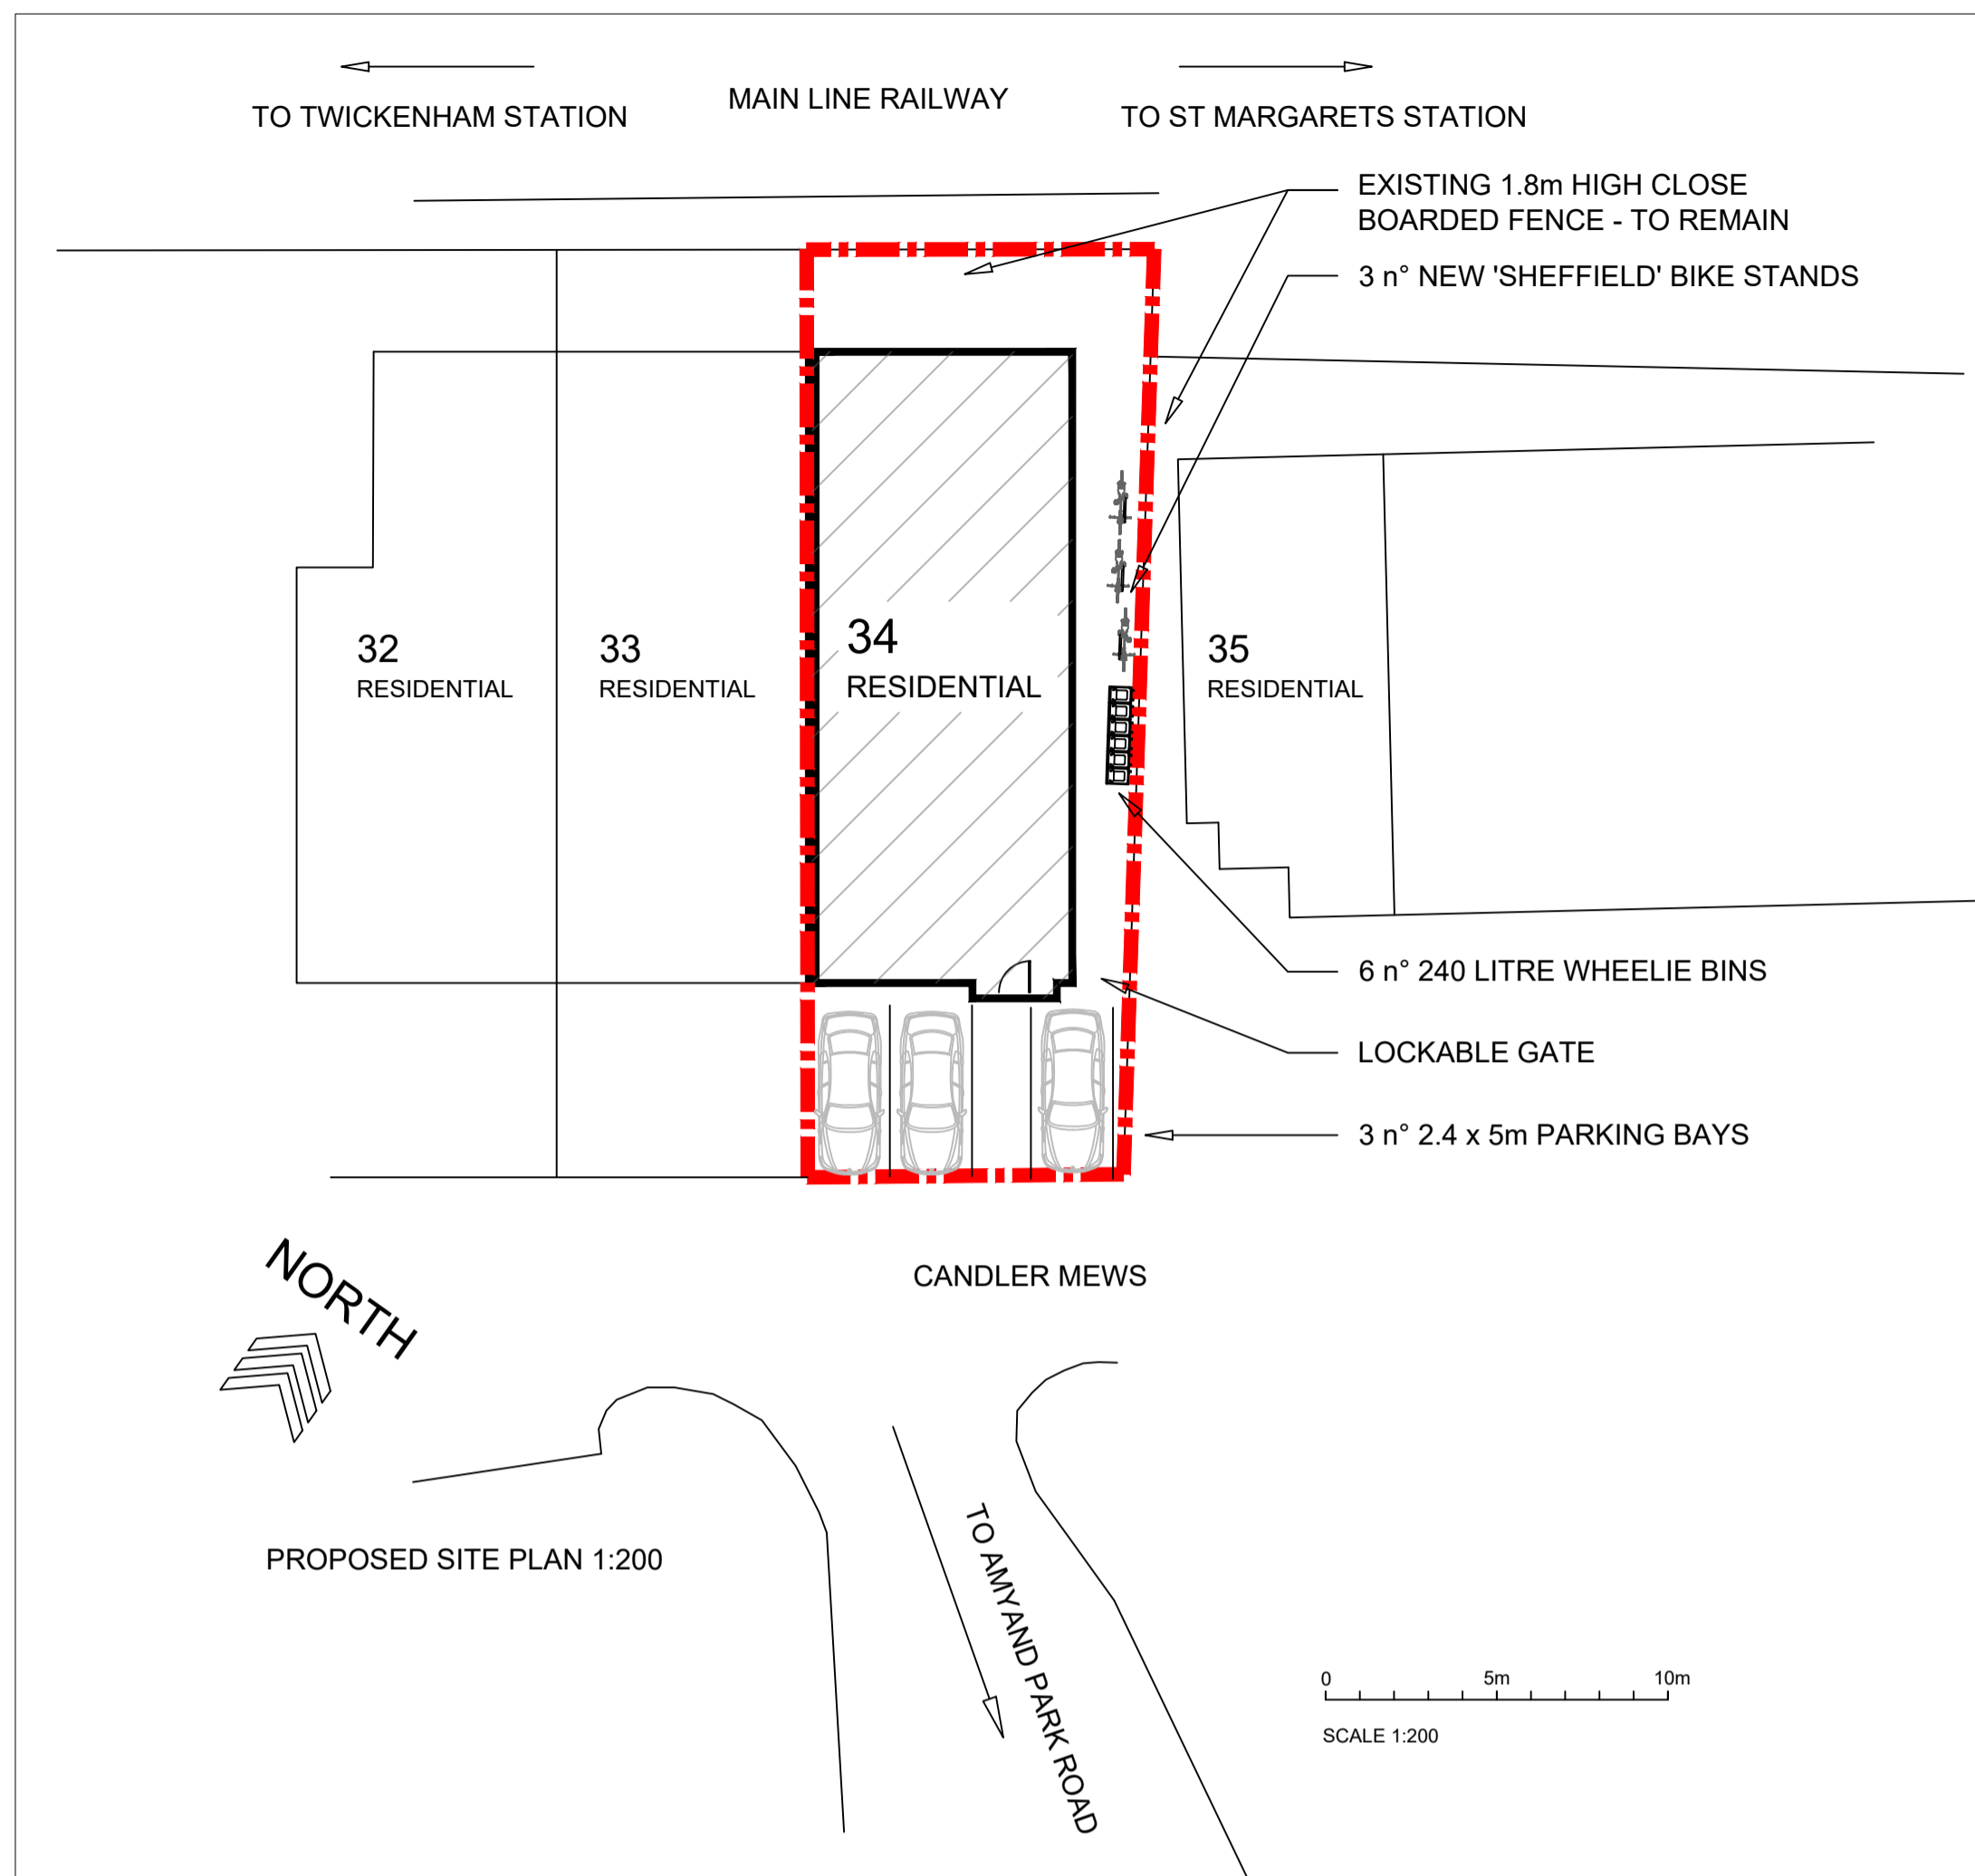 MAIN LINE RAILWAY
TO TWICKENHAM STATION
TO ST MARGARETS STATION
EXISTING 1.8m HIGH CLOSE
BOARDED FENCE - TO REMAIN
3 n° NEW 'SHEFFIELD' BIKE STANDS
32
RESIDENTIAL
33
RESIDENTIAL
34
RESIDENTIAL
35
RESIDENTIAL
6 n° 240 LITRE WHEELIE BINS
LOCKABLE GATE
3 n° 2.4 x 5m PARKING BAYS
CANDLER MEWS
NORTH
TO AMYAND PARK ROAD
PROPOSED SITE PLAN 1:200
0 5m 10m
SCALE 1:200